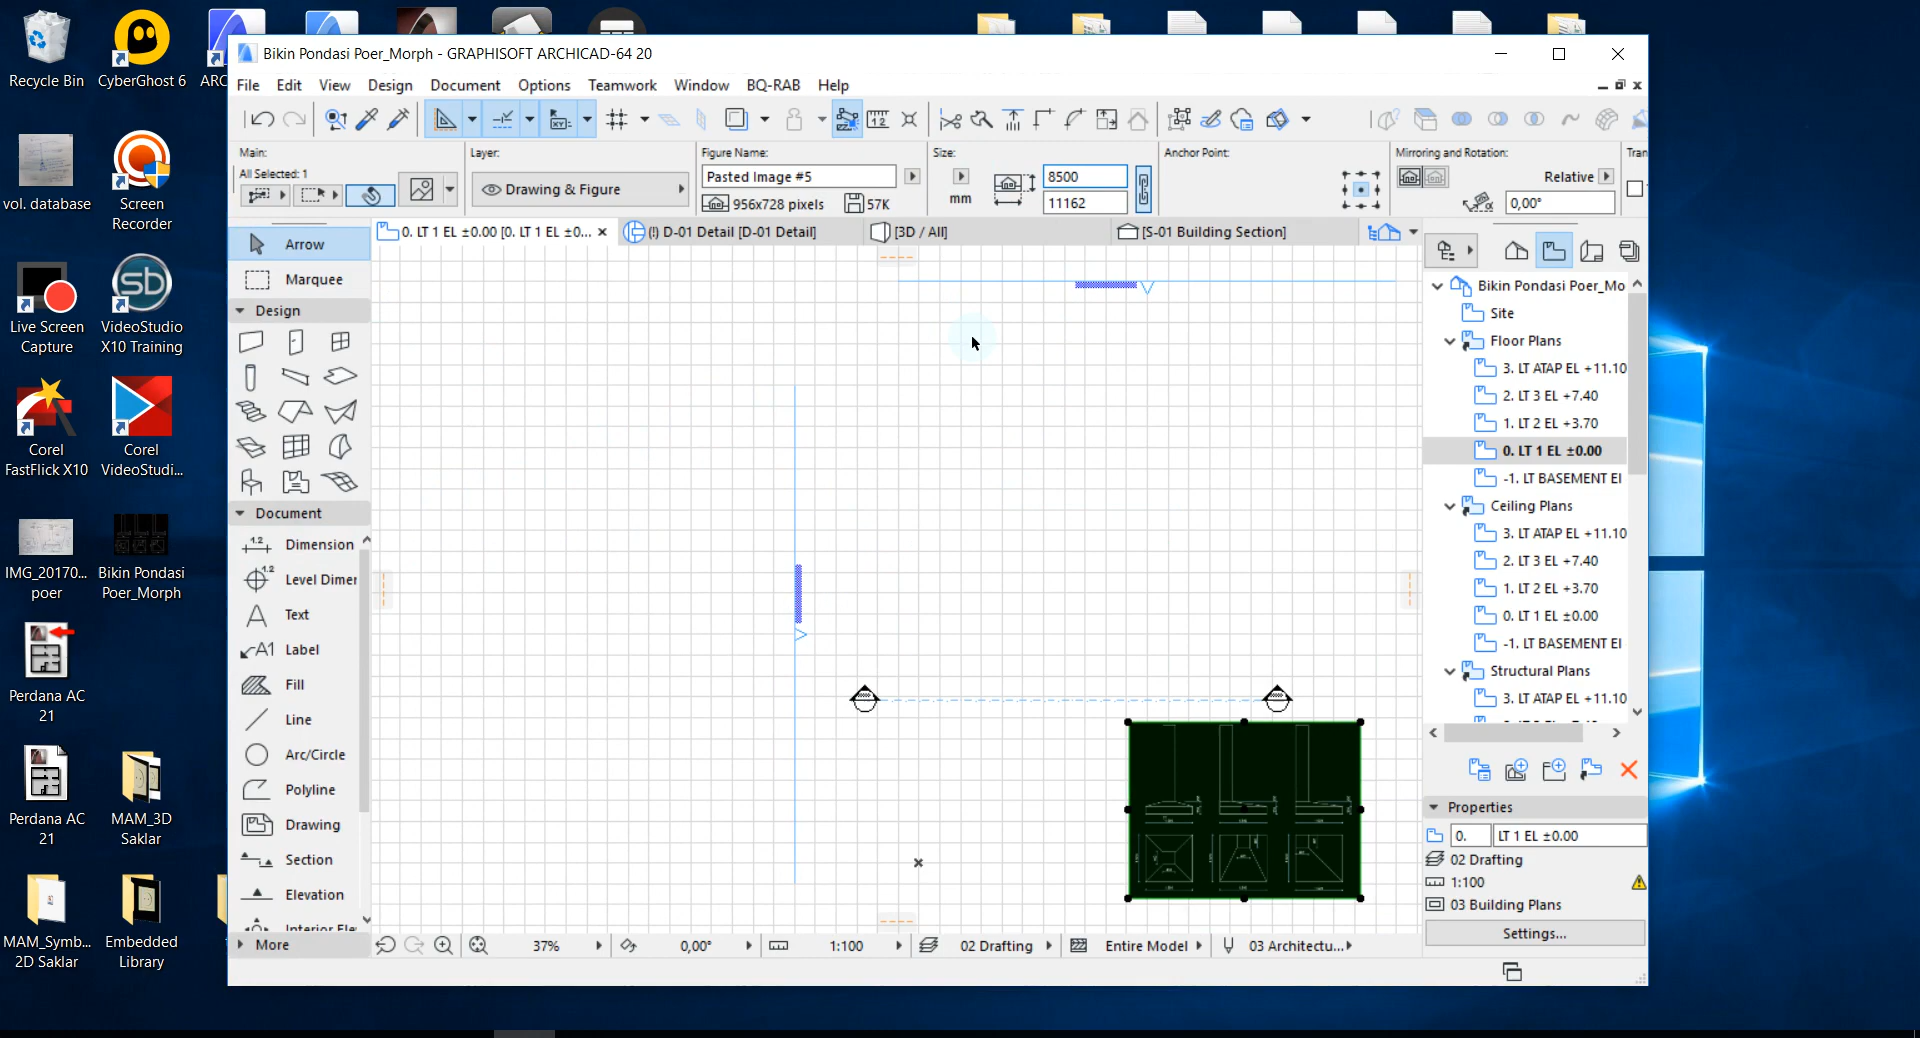 Recycle Bin
CyberGhost 6
ARC
vol. database
Screen
Recorder
Live Screen
Capture
VideoStudio
X10 Training
Corel
FastFlick X10
Corel
VideoStudi...
IMG_20170...
poer
Bikin Pondasi
Poer_Morph
Perdana AC
21
Perdana AC
21
MAM_3D
Saklar
MAM_Symb...
2D Saklar
Embedded
Library
Bikin Pondasi Poer_Morph - GRAPHISOFT ARCHICAD-64 20
File Edit View Design Document Options Teamwork Window BQ-RAB Help
Main:
All Selected: 1
Layer:
Drawing & Figure
Figure Name:
Pasted Image #5
956x728 pixels
57K
Size:
mm
8500
11162
Anchor Point:
Mirroring and Rotation:
Relative
0,00°
Tran
0. LT 1 EL ±0.00 [0. LT 1 EL ±0...
(!) D-01 Detail [D-01 Detail]
[3D / All]
[S-01 Building Section]
Arrow
Marquee
Design
Document
Dimension
Level Dimer
Text
A1 Label
Fill
Line
Arc/Circle
Polyline
Drawing
Section
Elevation
Interior Ele
More
37%
0,00°
1:100
02 Drafting
Entire Model
03 Architectu...
Bikin Pondasi Poer_Mo
Site
Floor Plans
3. LT ATAP EL +11.10
2. LT 3 EL +7.40
1. LT 2 EL +3.70
0. LT 1 EL ±0.00
-1. LT BASEMENT El
Ceiling Plans
3. LT ATAP EL +11.10
2. LT 3 EL +7.40
1. LT 2 EL +3.70
0. LT 1 EL ±0.00
-1. LT BASEMENT El
Structural Plans
3. LT ATAP EL +11.10
Properties
0.
LT 1 EL ±0.00
02 Drafting
1:100
03 Building Plans
Settings...